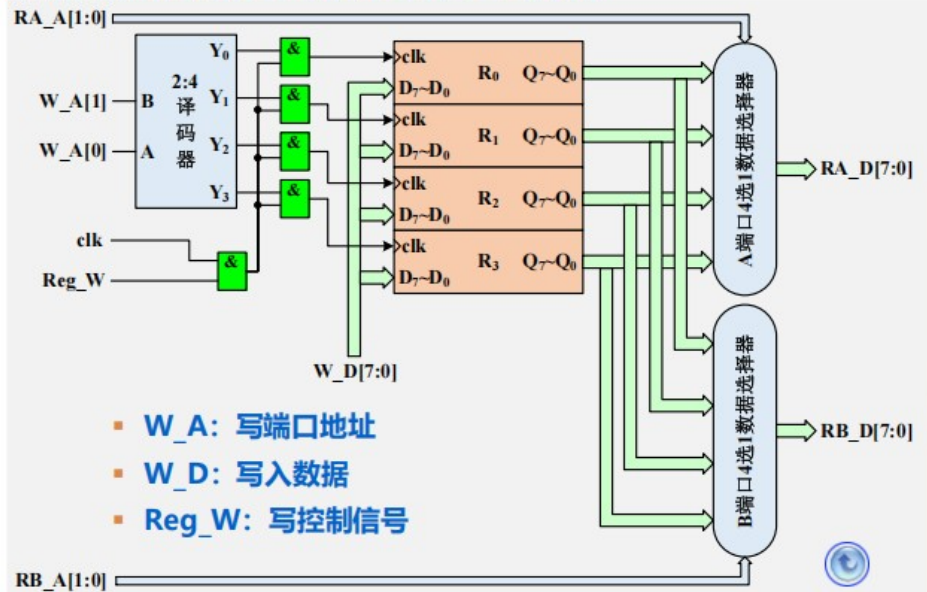 RA_A[1:0]
2:4
译
码
器
B
A
Y0
Y1
Y2
Y3
W_A[1]
W_A[0]
clk
Reg_W
&
&
&
&
&
clk
D7~D0
R0
Q7~Q0
clk
D7~D0
R1
Q7~Q0
clk
D7~D0
R2
Q7~Q0
clk
D7~D0
R3
Q7~Q0
W_D[7:0]
A端口4选1数据选择器
RA_D[7:0]
B端口4选1数据选择器
RB_D[7:0]
▪ W_A：写端口地址
▪ W_D：写入数据
▪ Reg_W：写控制信号
RB_A[1:0]